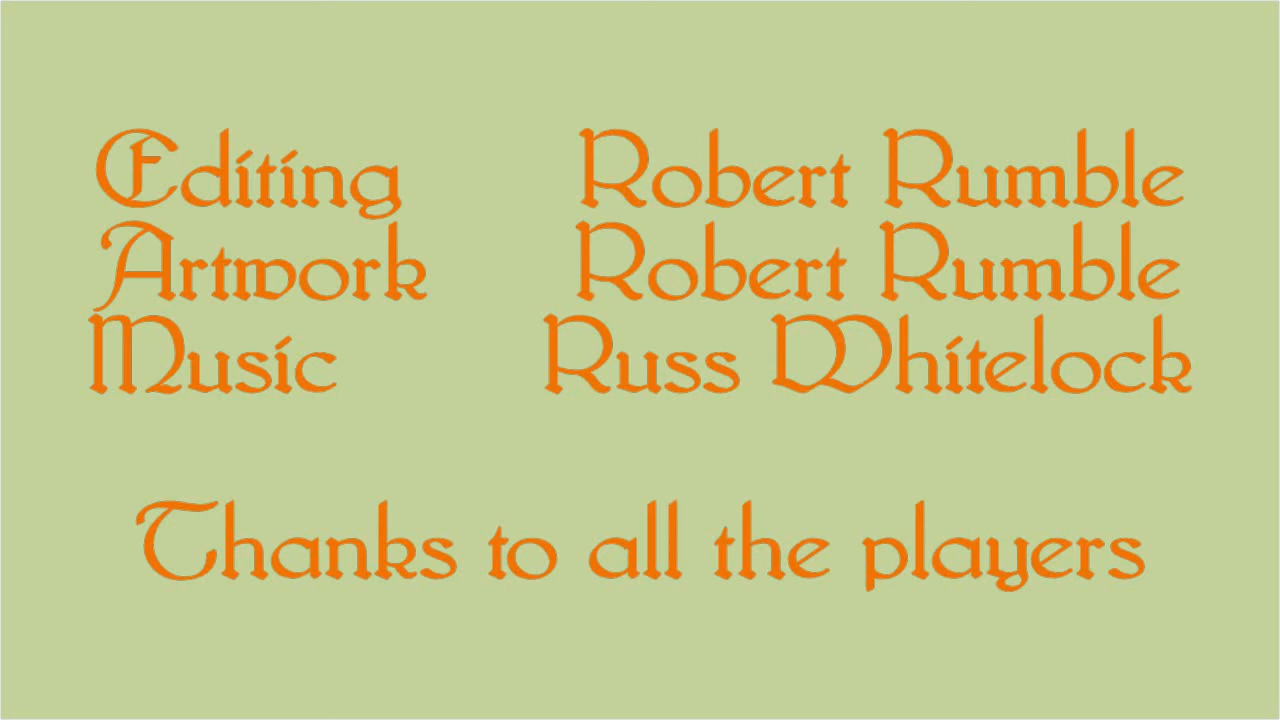 Editing Robert Rumble
Artwork Robert Rumble
Music Russ Whitelock
Thanks to all the players